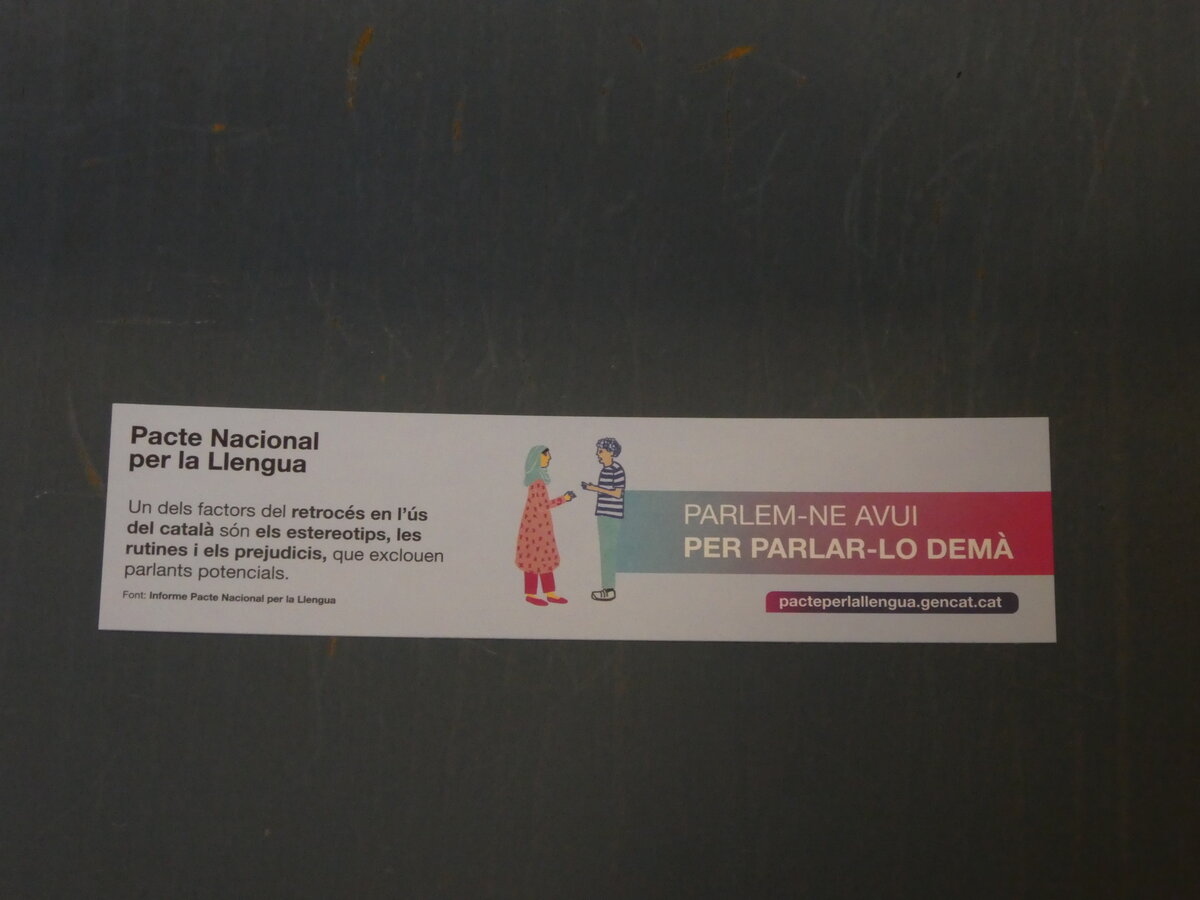 Pacte Nacional
per la Llengua
Un dels factors del retrocés en l'ús
del català són els estereotips, les
rutines i els prejudicis, que exclouen
parlants potencials.
Font: Informe Pacte Nacional per la Llengua
PARLEM-NE AVUI
PER PARLAR-LO DEMÀ
pacteperlallengua.gencat.cat